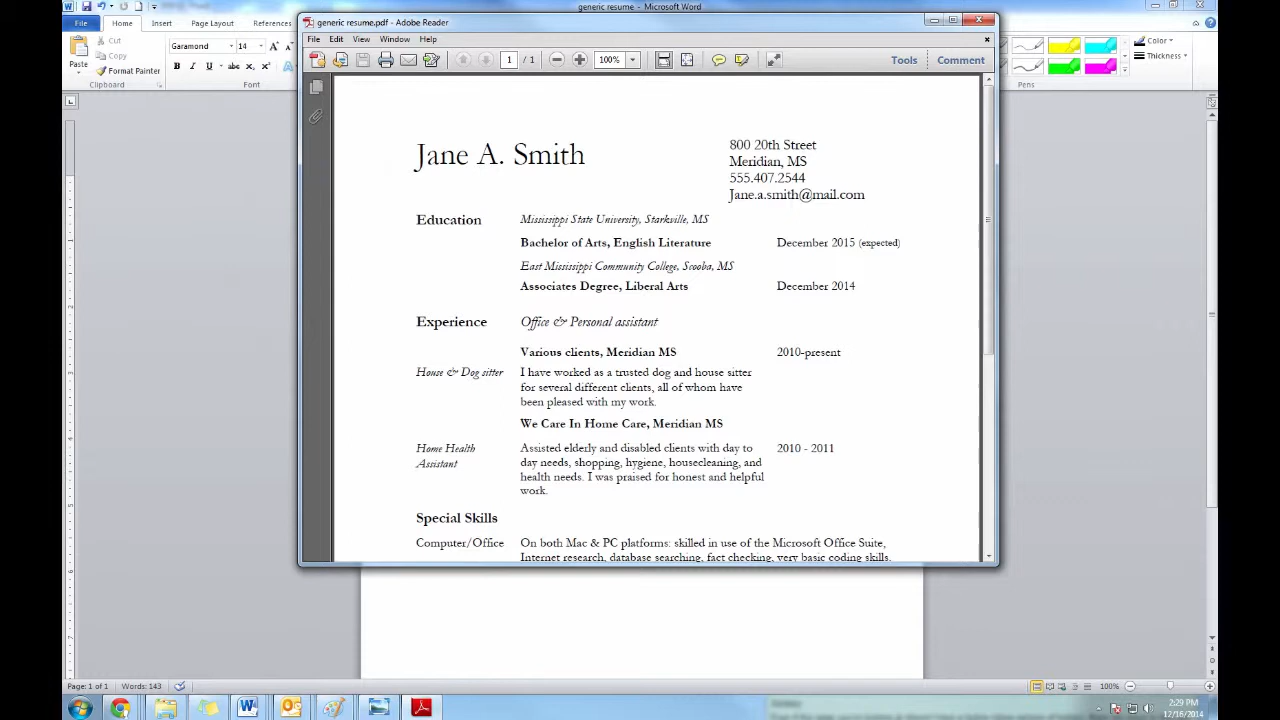 generic resume - Microsoft Word
File Home Insert Page Layout References
Garamond 14
Cut
Copy
Paste
Format Painter
Clipboard
Font
Color
Thickness
Pens
generic resume.pdf - Adobe Reader
File Edit View Window Help
1 / 1 100% Tools Comment
Jane A. Smith
800 20th Street
Meridian, MS
555.407.2544
Jane.a.smith@mail.com
Education Mississippi State University, Starkville, MS
Bachelor of Arts, English Literature December 2015 (expected)
East Mississippi Community College, Scooba, MS
Associates Degree, Liberal Arts December 2014
Experience Office & Personal assistant
Various clients, Meridian MS 2010-present
House & Dog sitter I have worked as a trusted dog and house sitter
for several different clients, all of whom have
been pleased with my work.
We Care In Home Care, Meridian MS
Home Health Assisted elderly and disabled clients with day to 2010 - 2011
Assistant day needs, shopping, hygiene, housecleaning, and
health needs. I was praised for honest and helpful
work.
Special Skills
Computer/Office On both Mac & PC platforms: skilled in use of the Microsoft Office Suite,
Internet research, database searching, fact checking, very basic coding skills.
Page: 1 of 1 Words: 143 100%
2:29 PM
12/16/2014